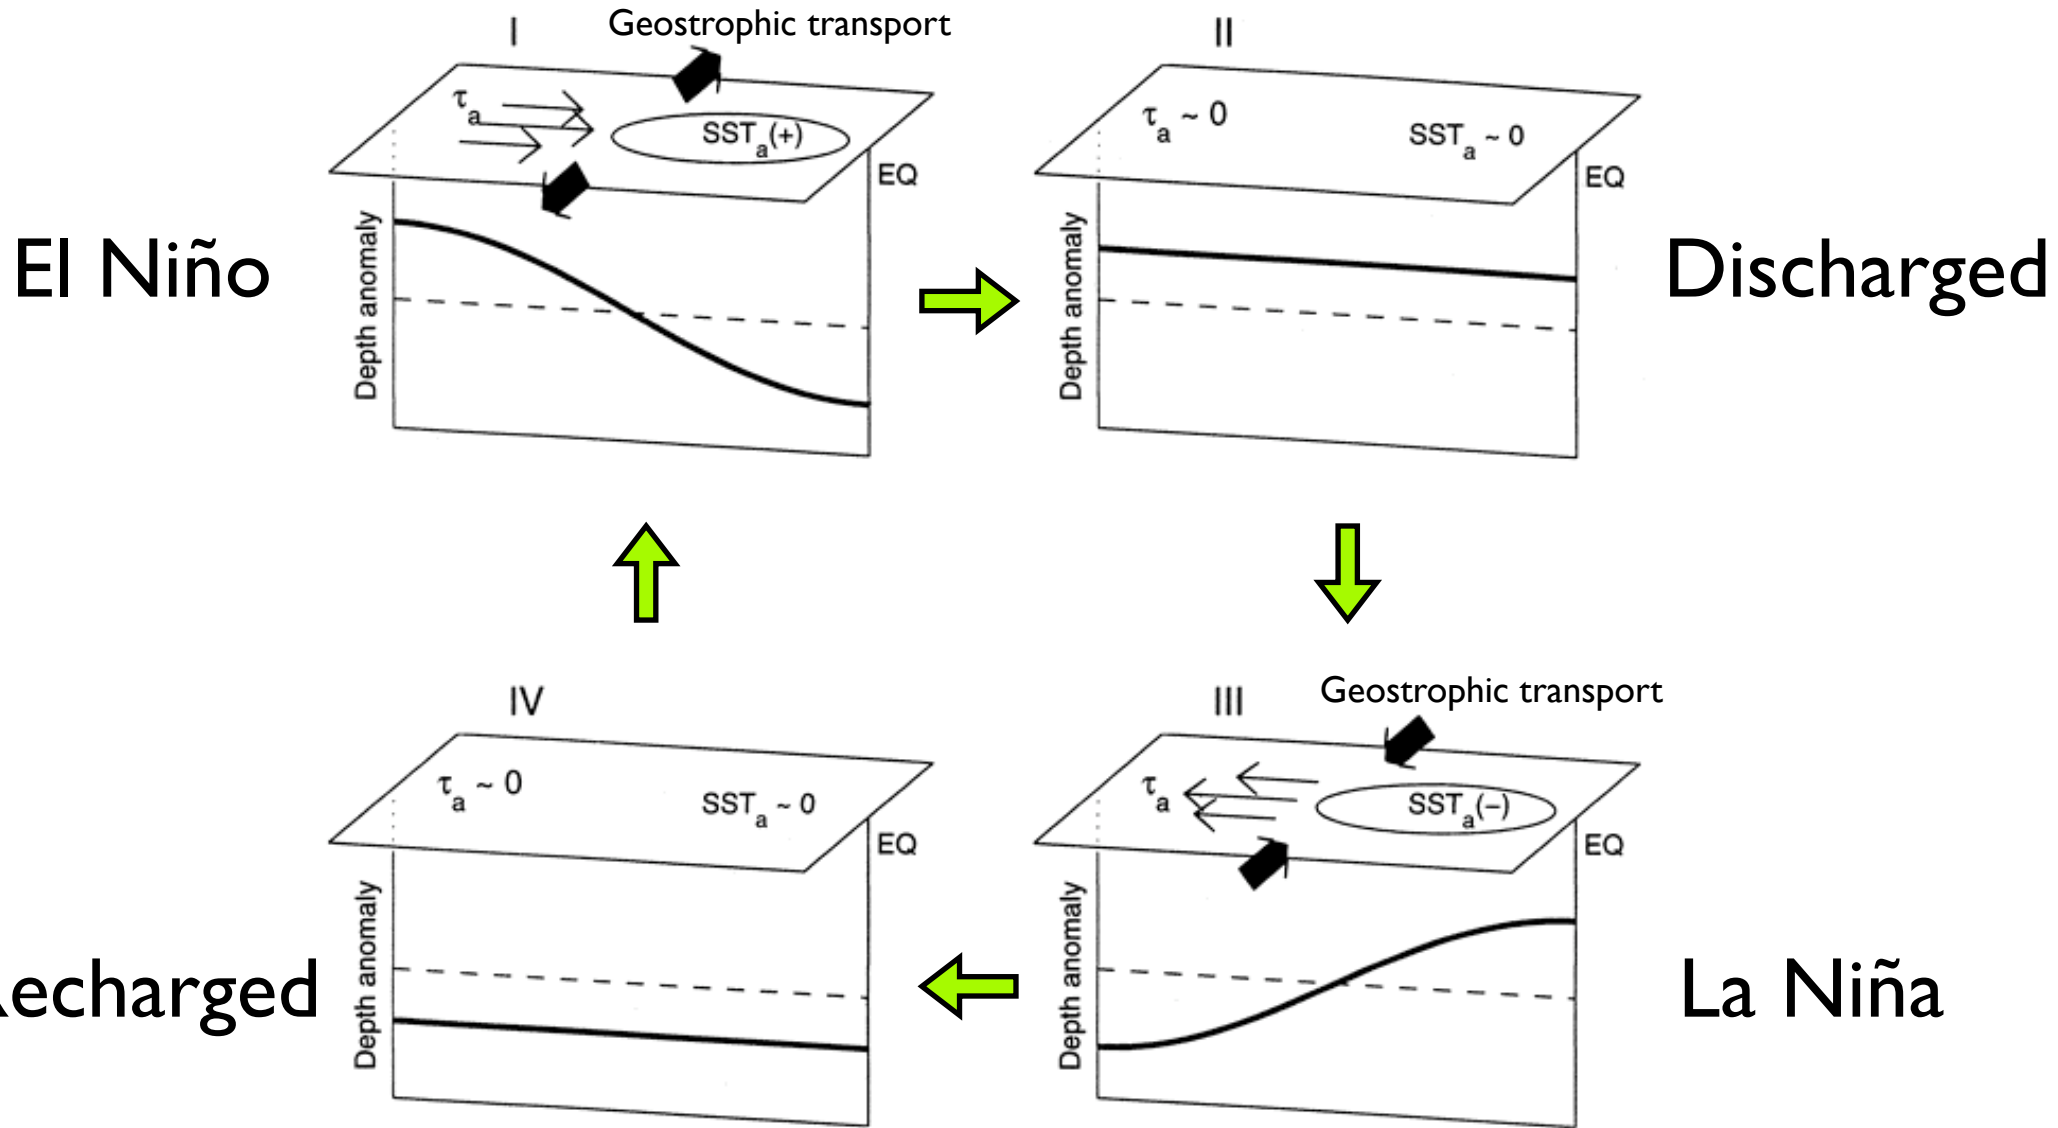 Geostrophic transport
I
τa
SSTa(+)
EQ
Depth anomaly
El Niño
II
τa ~ 0
SSTa ~ 0
EQ
Depth anomaly
Discharged
IV
τa ~ 0
SSTa ~ 0
EQ
Depth anomaly
Recharged
Geostrophic transport
III
τa
SSTa(–)
EQ
Depth anomaly
La Niña